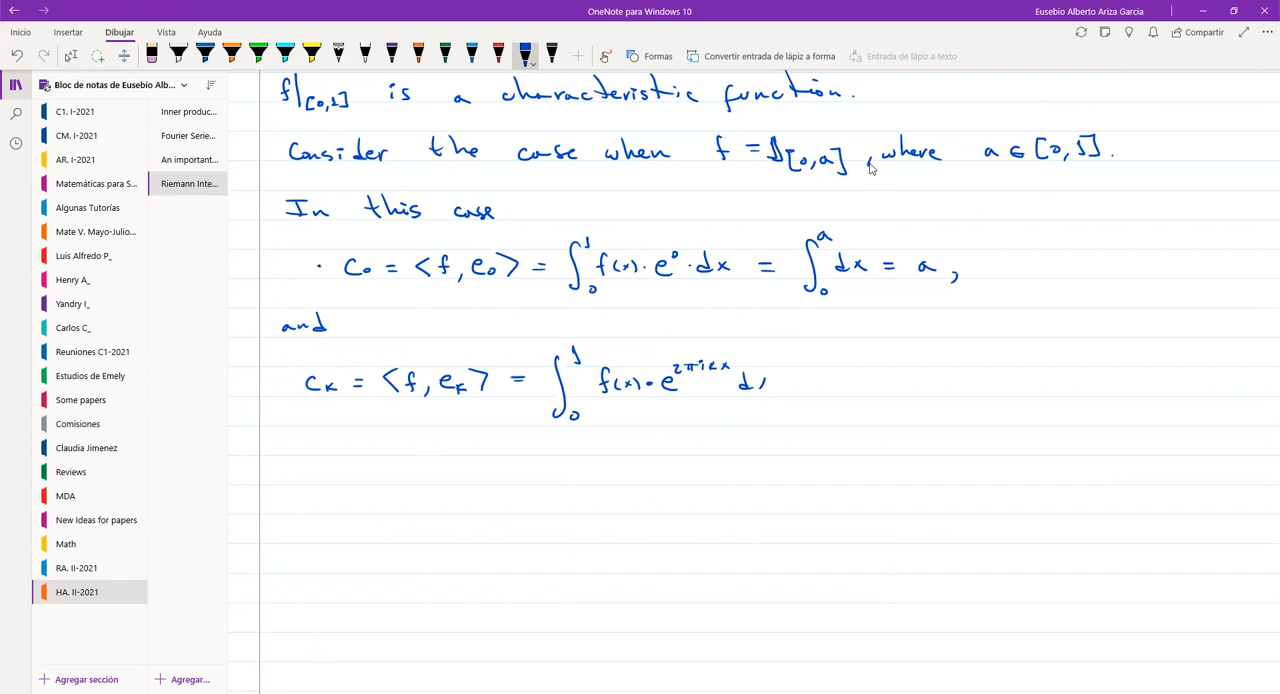 OneNote para Windows 10
Eusebio Alberto Ariza Garcia
Inicio Insertar Dibujar Vista Ayuda
Compartir
Formas Convertir entrada de lápiz a forma Entrada de lápiz a texto
Bloc de notas de Eusebio Alb...
C1. I-2021
CM. I-2021
AR. I-2021
Matemáticas para S...
Algunas Tutorías
Mate V. Mayo-Julio...
Luis Alfredo P_
Henry A_
Yandry I_
Carlos C_
Reuniones C1-2021
Estudios de Emely
Some papers
Comisiones
Claudia Jimenez
Reviews
MDA
New Ideas for papers
Math
RA. II-2021
HA. II-2021
Agregar sección
Inner produc...
Fourier Serie...
An important...
Riemann Inte...
Agregar...
f|[0,1] is a characteristic function.
Consider the case when f = 1[0,a], where a ∈ [0,1].
In this case
· c₀ = <f, e₀> = ∫₀¹ f(x)·e⁰·dx = ∫₀ᵃ dx = a,
and
cₖ = <f, eₖ> = ∫₀¹ f(x)·e^{2πikx} d